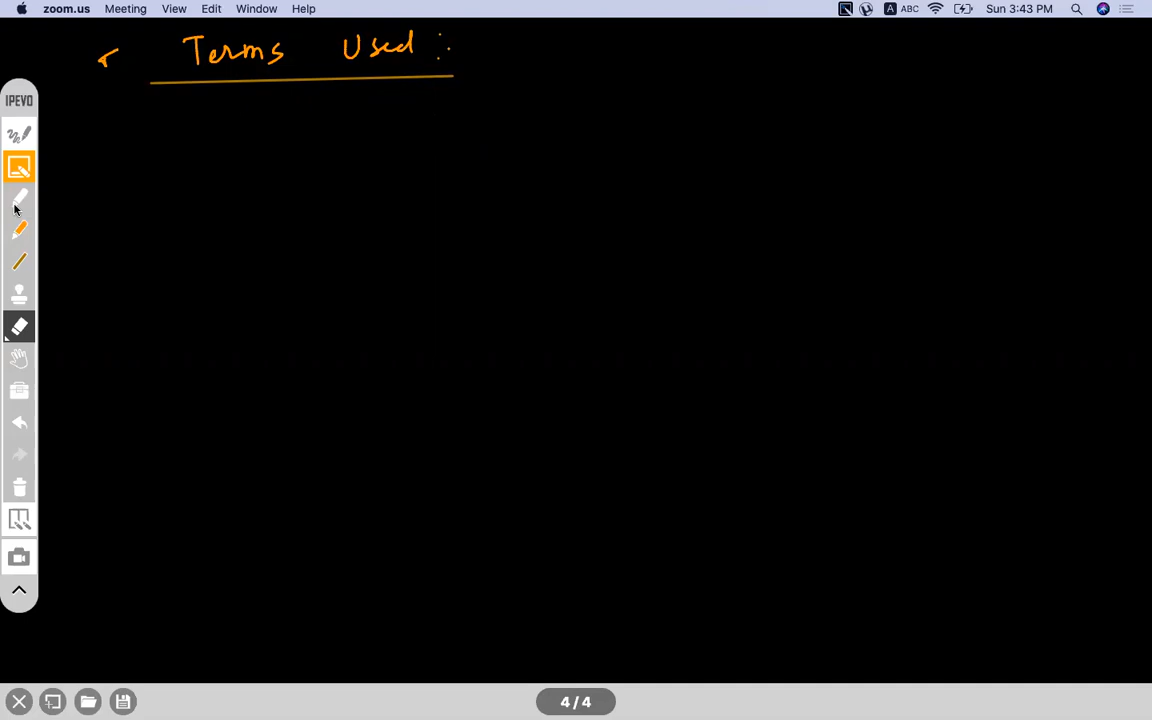 zoom.us Meeting View Edit Window Help A ABC Sun 3:43 PM
Terms Used :
IPEVO
4 / 4